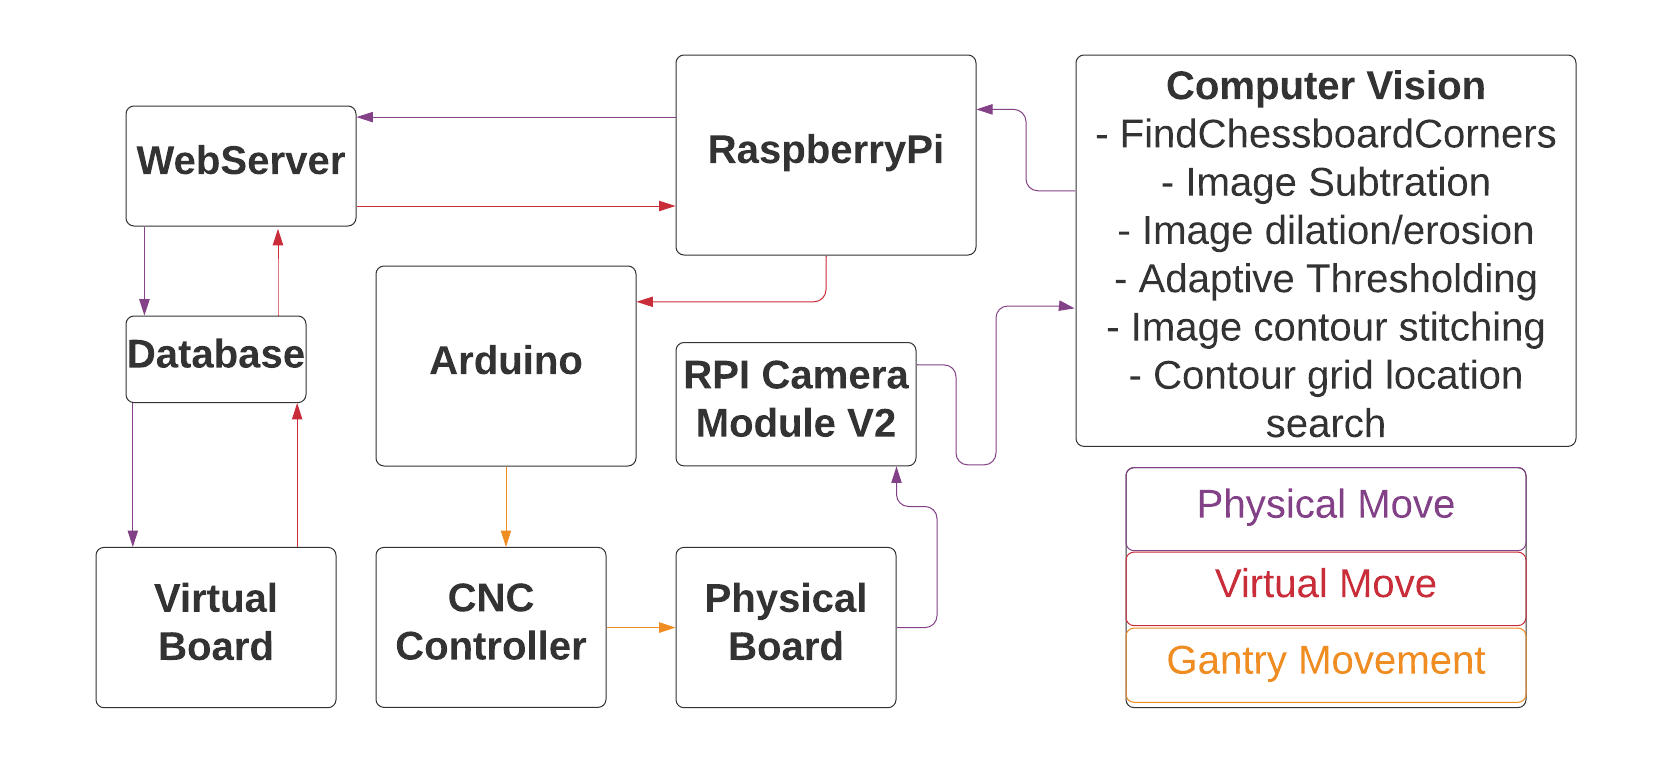 WebServer
RaspberryPi
Computer Vision
- FindChessboardCorners
- Image Subtration
- Image dilation/erosion
- Adaptive Thresholding
- Image contour stitching
- Contour grid location
search
Database
Arduino
RPI Camera
Module V2
Virtual
Board
CNC
Controller
Physical
Board
Physical Move
Virtual Move
Gantry Movement